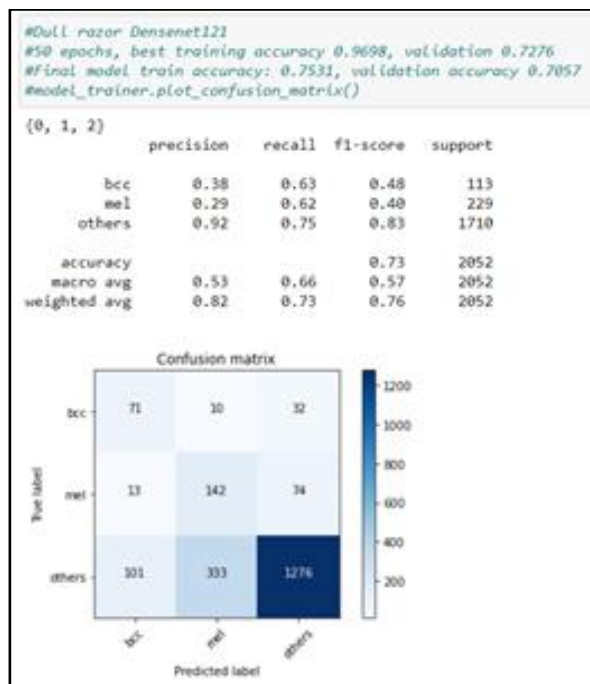 #Dull razor Densenet121
#50 epochs, best training accuracy 0.9698, validation 0.7276
#Final model train accuracy: 0.7531, validation accuracy 0.7057
#model_trainer.plot_confusion_matrix()
{0, 1, 2}
precision recall f1-score support
bcc 0.38 0.63 0.48 113
mel 0.29 0.62 0.40 229
others 0.92 0.75 0.83 1710
accuracy 0.73 2052
macro avg 0.53 0.66 0.57 2052
weighted avg 0.82 0.73 0.76 2052
Confusion matrix
bcc 71 10 32
mel 13 142 74
others 101 333 1276
True label
bcc mel others
Predicted label
1200
1000
800
600
400
200